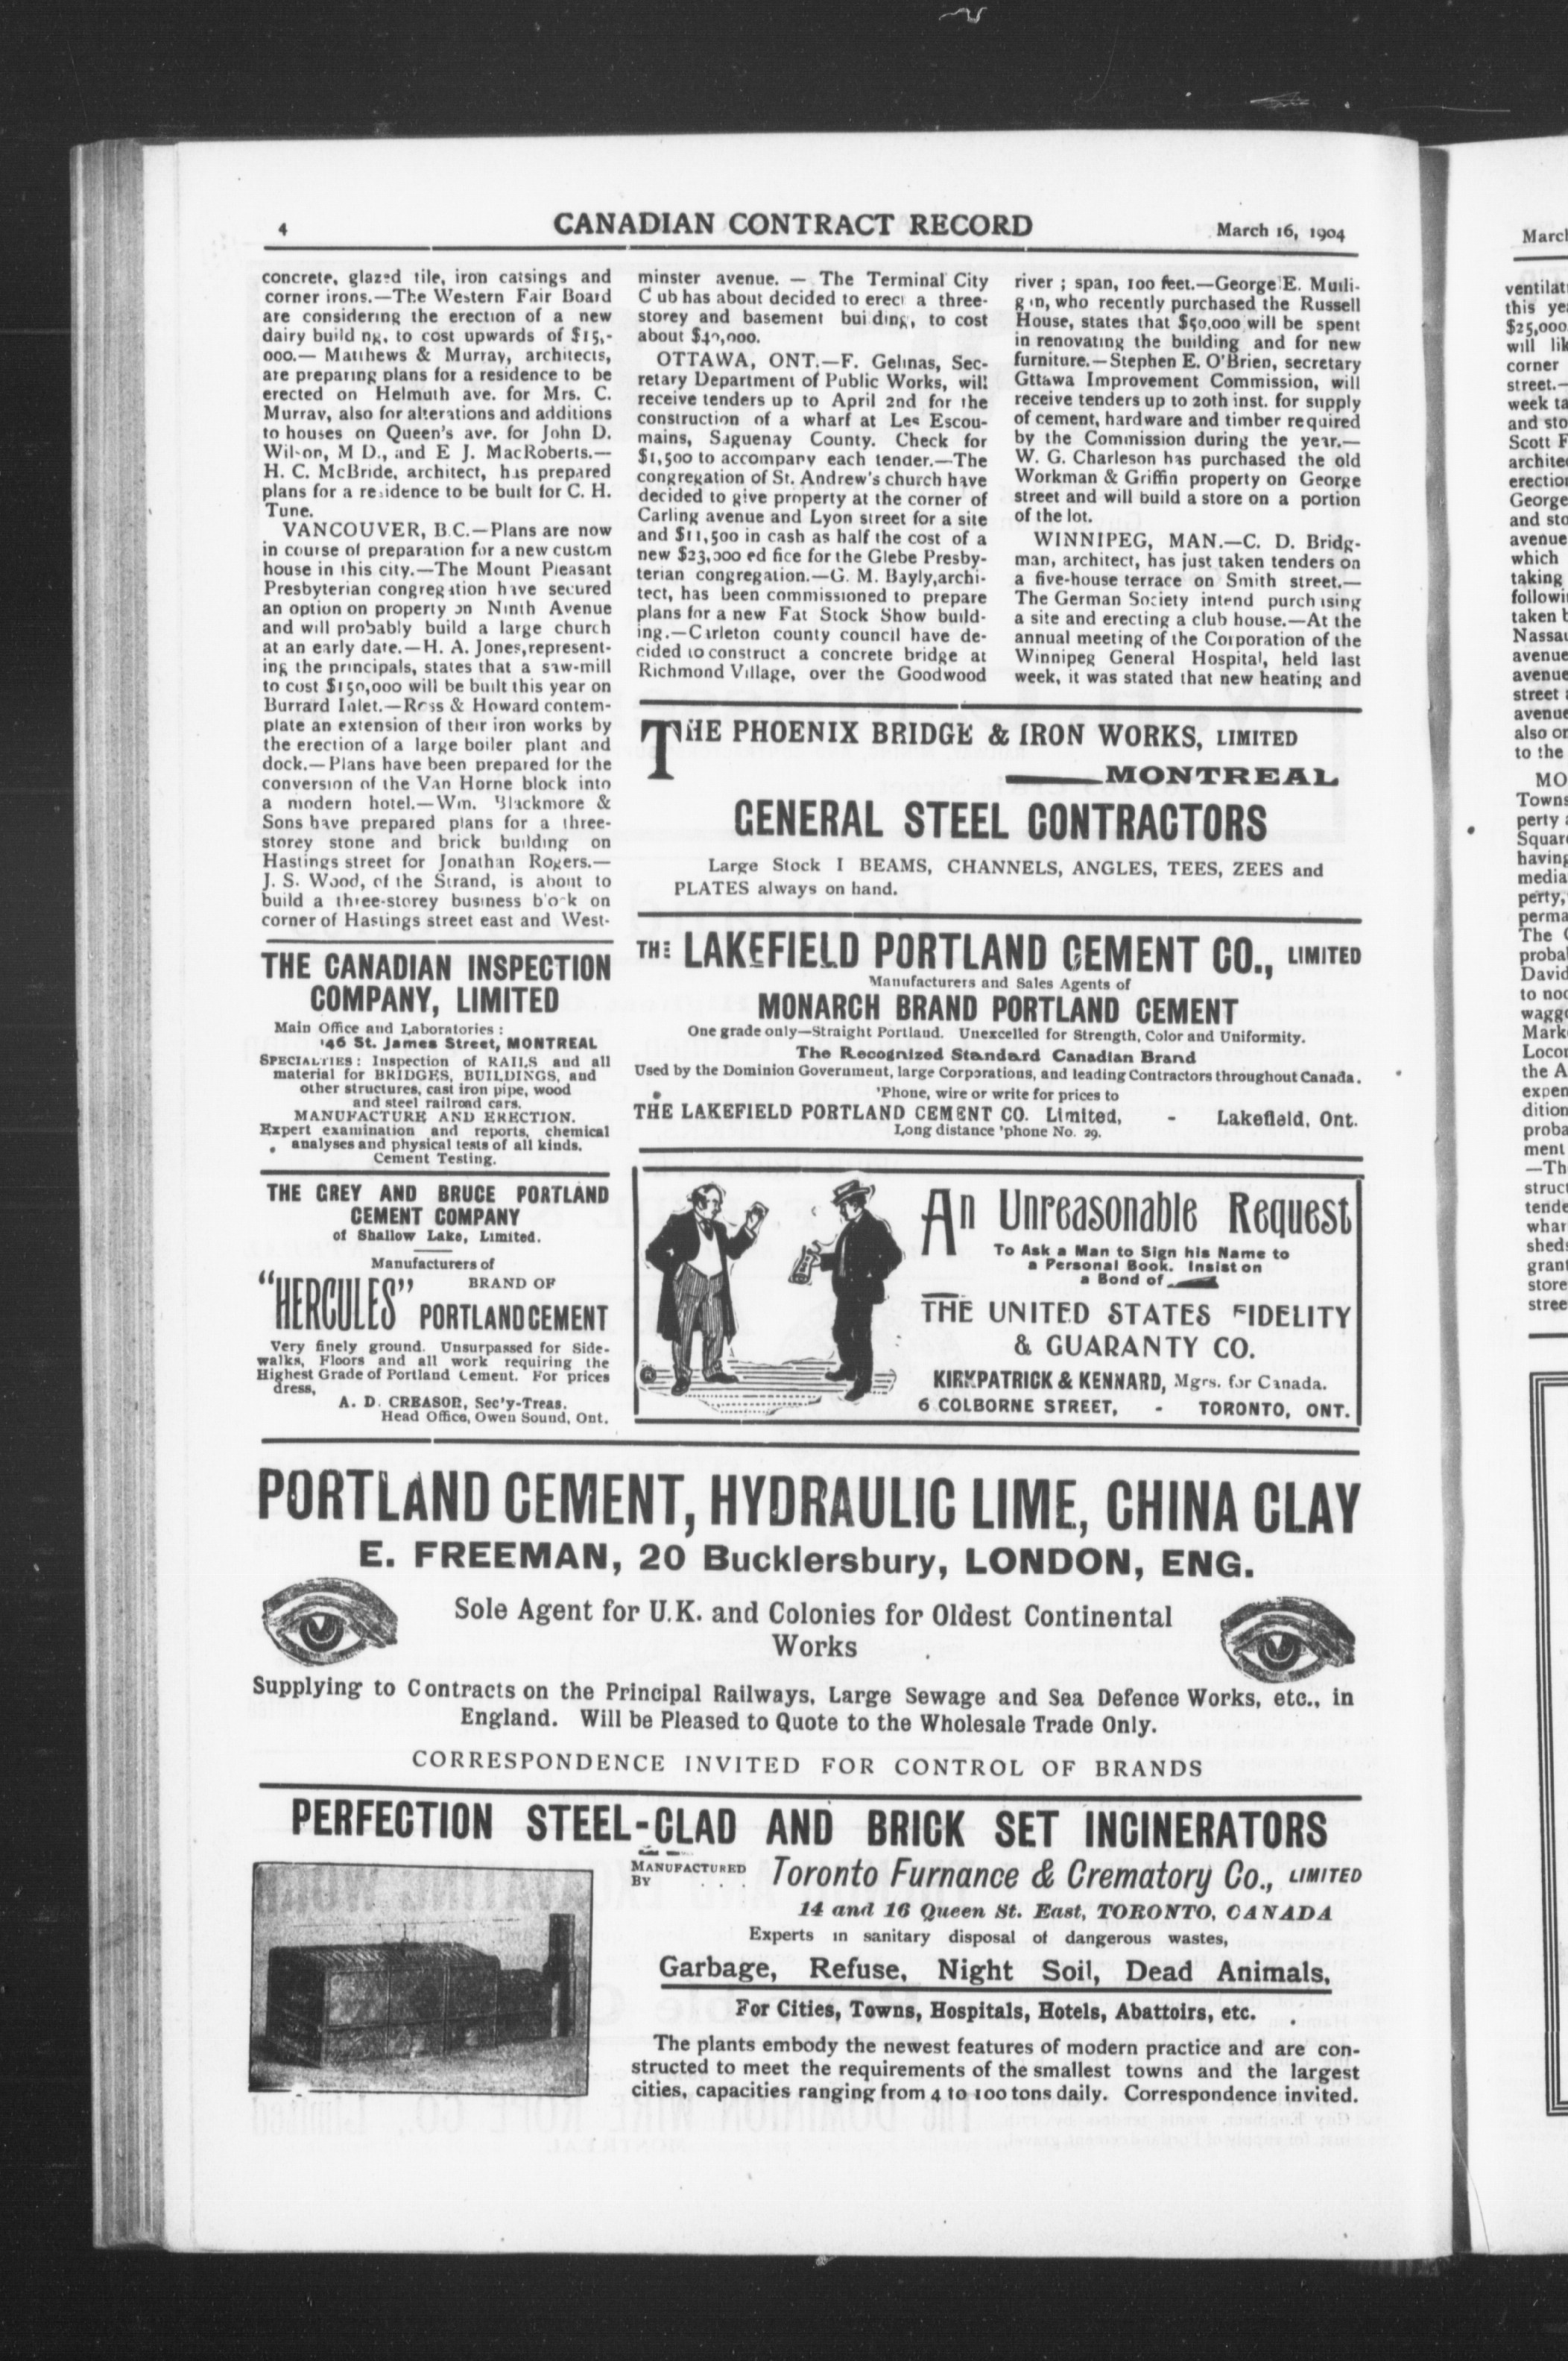 4
CANADIAN CONTRACT RECORD
March 16, 1904
concrete, glazed tile, iron catsings and
corner irons.—The Western Fair Board
are considering the erection of a new
dairy build ng, to cost upwards of $15,-
000.— Matthews & Murray, architects,
are preparing plans for a residence to be
erected on Helmuth ave. for Mrs. C.
Murray, also for alterations and additions
to houses on Queen's ave. for John D.
Wilson, M D., and E J. MacRoberts.—
H. C. McBride, architect, has prepared
plans for a residence to be built for C. H.
Tune.
VANCOUVER, B.C.—Plans are now
in course of preparation for a new custom
house in this city.—The Mount Pleasant
Presbyterian congregation have secured
an option on property on Ninth Avenue
and will probably build a large church
at an early date.—H. A. Jones,represent-
ing the principals, states that a saw-mill
to cost $150,000 will be built this year on
Burrard Inlet.—Ross & Howard contem-
plate an extension of their iron works by
the erection of a large boiler plant and
dock.—Plans have been prepared for the
conversion of the Van Horne block into
a modern hotel.—Wm. Blackmore &
Sons have prepared plans for a three-
storey stone and brick building on
Hastings street for Jonathan Rogers.—
J. S. Wood, of the Strand, is about to
build a three-storey business block on
corner of Hastings street east and West-
minster avenue. — The Terminal City
C ub has about decided to erect a three-
storey and basement bui ding, to cost
about $40,000.
OTTAWA, ONT.—F. Gelinas, Sec-
retary Department of Public Works, will
receive tenders up to April 2nd for the
construction of a wharf at Les Escou-
mains, Saguenay County. Check for
$1,500 to accompany each tender.—The
congregation of St. Andrew's church have
decided to give property at the corner of
Carling avenue and Lyon street for a site
and $11,500 in cash as half the cost of a
new $23,000 ed fice for the Glebe Presby-
terian congregation.—G. M. Bayly,archi-
tect, has been commissioned to prepare
plans for a new Fat Stock Show build-
ing.—Carleton county council have de-
cided to construct a concrete bridge at
Richmond Village, over the Goodwood
river ; span, 100 feet.—George E. Mulli-
gan, who recently purchased the Russell
House, states that $50,000 will be spent
in renovating the building and for new
furniture.—Stephen E. O'Brien, secretary
Gttawa Improvement Commission, will
receive tenders up to 20th inst. for supply
of cement, hardware and timber required
by the Commission during the year.—
W. G. Charleson has purchased the old
Workman & Griffin property on George
street and will build a store on a portion
of the lot.
WINNIPEG, MAN.—C. D. Bridg-
man, architect, has just taken tenders on
a five-house terrace on Smith street.—
The German Society intend purchasing
a site and erecting a club house.—At the
annual meeting of the Corporation of the
Winnipeg General Hospital, held last
week, it was stated that new heating and
THE PHOENIX BRIDGE & IRON WORKS, LIMITED
MONTREAL
GENERAL STEEL CONTRACTORS
Large Stock I BEAMS, CHANNELS, ANGLES, TEES, ZEES and
PLATES always on hand.
THE LAKEFIELD PORTLAND CEMENT CO., LIMITED
Manufacturers and Sales Agents of
MONARCH BRAND PORTLAND CEMENT
One grade only—Straight Portland. Unexcelled for Strength, Color and Uniformity.
The Recognized Standard Canadian Brand
Used by the Dominion Government, large Corporations, and leading Contractors throughout Canada.
'Phone, wire or write for prices to
THE LAKEFIELD PORTLAND CEMENT CO. Limited, - Lakefield, Ont.
Long distance 'phone No. 29.
THE CANADIAN INSPECTION
COMPANY, LIMITED
Main Office and Laboratories :
146 St. James Street, MONTREAL
SPECIALTIES : Inspection of RAILS and all
material for BRIDGES, BUILDINGS, and
other structures, cast iron pipe, wood
and steel railroad cars.
MANUFACTURE AND ERECTION.
Expert examination and reports, chemical
analyses and physical tests of all kinds.
Cement Testing.
THE GREY AND BRUCE PORTLAND
CEMENT COMPANY
of Shallow Lake, Limited.
Manufacturers of
"HERCULES" BRAND OF
PORTLAND CEMENT
Very finely ground. Unsurpassed for Side-
walks, Floors and all work requiring the
Highest Grade of Portland Cement. For prices
dress,
A. D. CREASOR, Sec'y-Treas.
Head Office, Owen Sound, Ont.
An Unreasonable Request
To Ask a Man to Sign his Name to
a Personal Book. Insist on
a Bond of
THE UNITED STATES FIDELITY
& GUARANTY CO.
KIRKPATRICK & KENNARD, Mgrs. for Canada.
6 COLBORNE STREET, - TORONTO, ONT.
PORTLAND CEMENT, HYDRAULIC LIME, CHINA CLAY
E. FREEMAN, 20 Bucklersbury, LONDON, ENG.
Sole Agent for U.K. and Colonies for Oldest Continental
Works
Supplying to Contracts on the Principal Railways, Large Sewage and Sea Defence Works, etc., in
England. Will be Pleased to Quote to the Wholesale Trade Only.
CORRESPONDENCE INVITED FOR CONTROL OF BRANDS
PERFECTION STEEL-CLAD AND BRICK SET INCINERATORS
MANUFACTURED
BY . . . Toronto Furnance & Crematory Co., LIMITED
14 and 16 Queen St. East, TORONTO, CANADA
Experts in sanitary disposal of dangerous wastes,
Garbage, Refuse, Night Soil, Dead Animals,
For Cities, Towns, Hospitals, Hotels, Abattoirs, etc.
The plants embody the newest features of modern practice and are con-
structed to meet the requirements of the smallest towns and the largest
cities, capacities ranging from 4 to 100 tons daily. Correspondence invited.